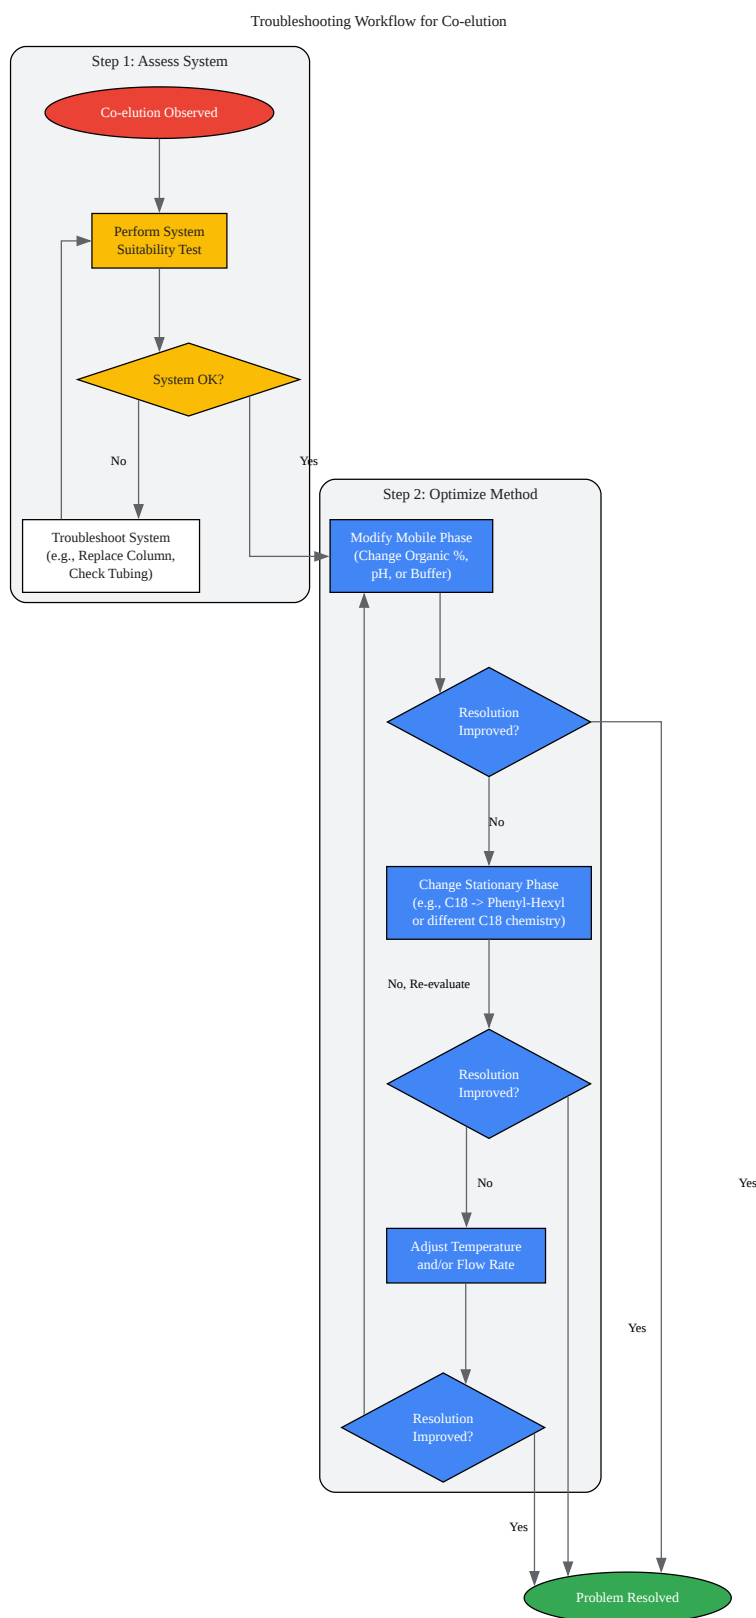 Troubleshooting Workflow for Co-elution
Step 1: Assess System
Co-elution Observed
Perform System
Suitability Test
System OK?
No
Yes
Troubleshoot System
(e.g., Replace Column,
Check Tubing)
Step 2: Optimize Method
Modify Mobile Phase
(Change Organic %,
pH, or Buffer)
Resolution
Improved?
No
Change Stationary Phase
(e.g., C18 -> Phenyl-Hexyl
or different C18 chemistry)
No, Re-evaluate
Resolution
Improved?
No
Yes
Adjust Temperature
and/or Flow Rate
Yes
Resolution
Improved?
Yes
Problem Resolved